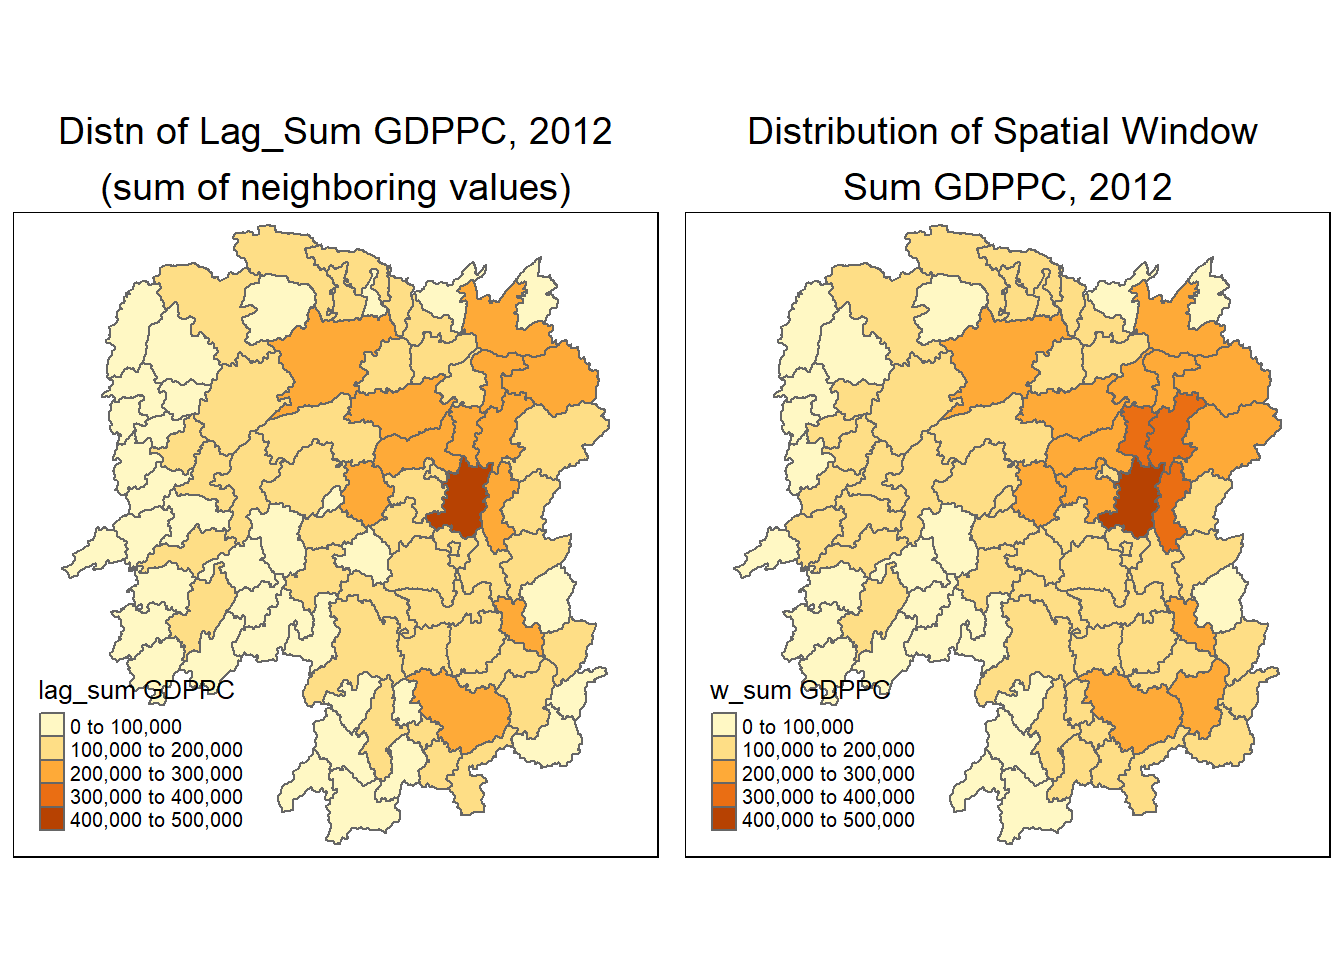 Distn of Lag_Sum GDPPC, 2012
(sum of neighboring values)
lag_sum GDPPC
0 to 100,000
100,000 to 200,000
200,000 to 300,000
300,000 to 400,000
400,000 to 500,000
Distribution of Spatial Window
Sum GDPPC, 2012
w_sum GDPPC
0 to 100,000
100,000 to 200,000
200,000 to 300,000
300,000 to 400,000
400,000 to 500,000